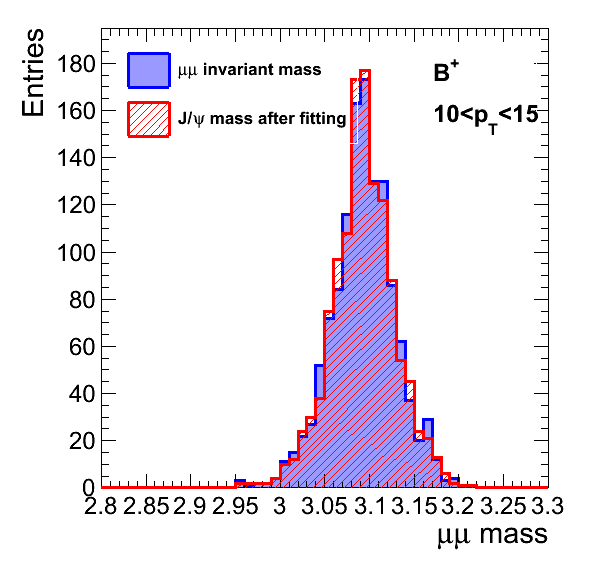 Entries
180
160
140
120
100
80
60
40
20
0
μμ invariant mass
J/ψ mass after fitting
B+
10<pT<15
2.8 2.85 2.9 2.95 3 3.05 3.1 3.15 3.2 3.25 3.3
μμ mass